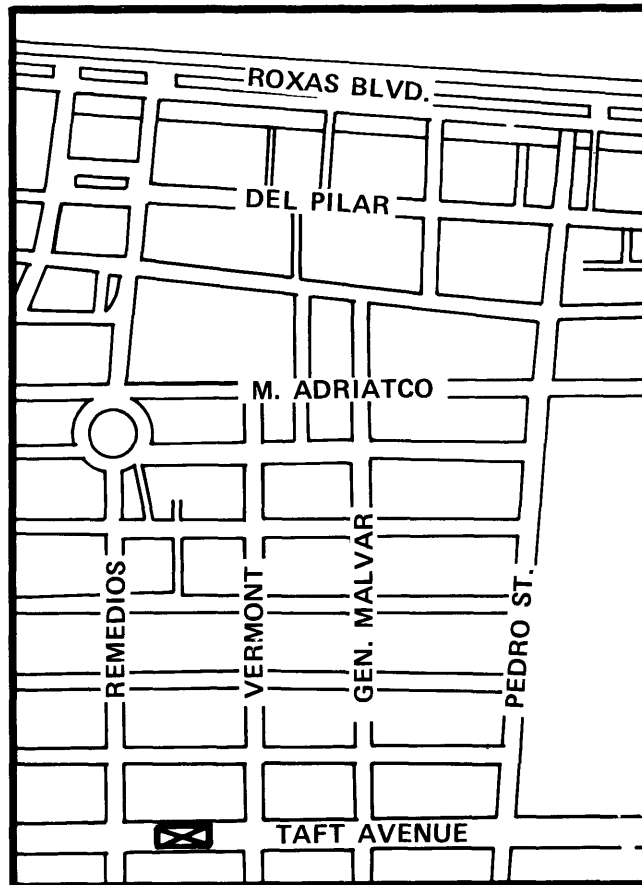 ROXAS BLVD.
DEL PILAR
M. ADRIATCO
REMEDIOS
VERMONT
GEN. MALVAR
PEDRO ST.
TAFT AVENUE